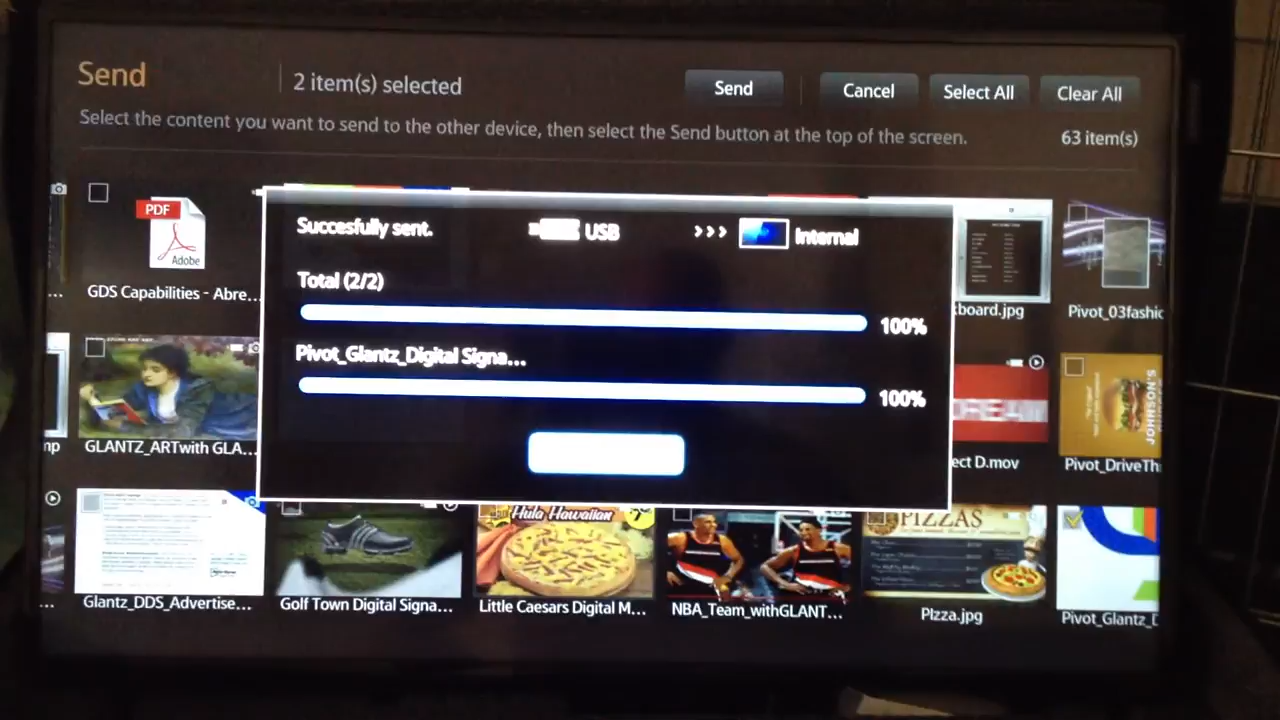 Send
2 item(s) selected
Send
Cancel
Select All
Clear All
Select the content you want to send to the other device, then select the Send button at the top of the screen.
63 item(s)
Succesfully sent.
USB
>>>
Internal
Total (2/2)
100%
Pivot_Glantz_Digital Signa...
100%
PDF
Adobe
GDS Capabilities - Abre...
kboard.jpg
Pivot_03fashic
mp
GLANTZ_ARTwith GLA...
ect D.mov
JOHNSON'S
Pivot_DriveTh
...
Glantz_DDS_Advertise...
Golf Town Digital Signa...
Hula Hawaiian
Little Caesars Digital M...
NBA_Team_withGLANT...
PIZZAS
PIzza.jpg
Pivot_Glantz_D